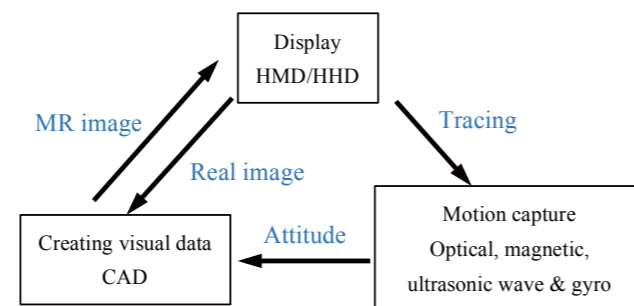 Display
HMD/HHD
MR image
Tracing
Real image
Creating visual data
CAD
Attitude
Motion capture
Optical, magnetic,
ultrasonic wave & gyro